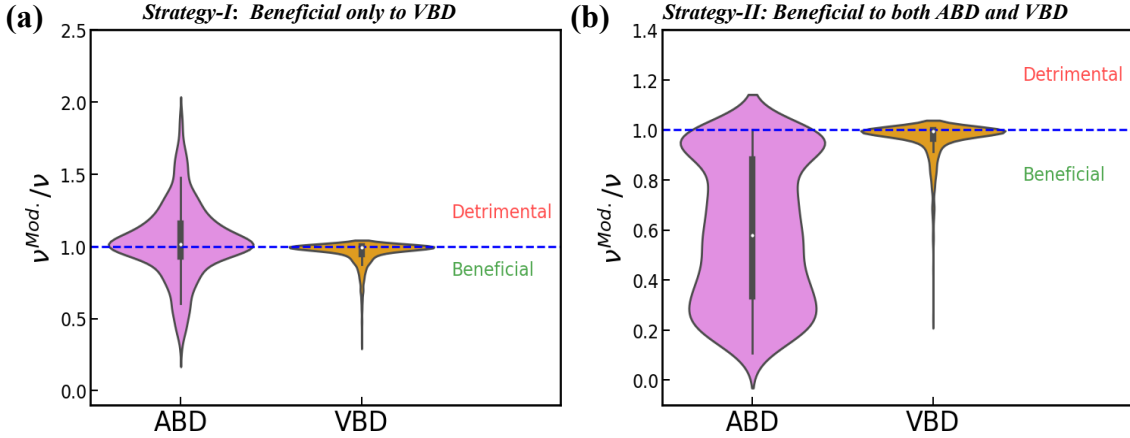 (a) Strategy-I: Beneficial only to VBD
2.5
2.0
1.5
1.0
0.5
0.0
ν^Mod./ν
Detrimental
Beneficial
ABD VBD
(b) Strategy-II: Beneficial to both ABD and VBD
1.4
1.2
1.0
0.8
0.6
0.4
0.2
0.0
ν^Mod./ν
Detrimental
Beneficial
ABD VBD